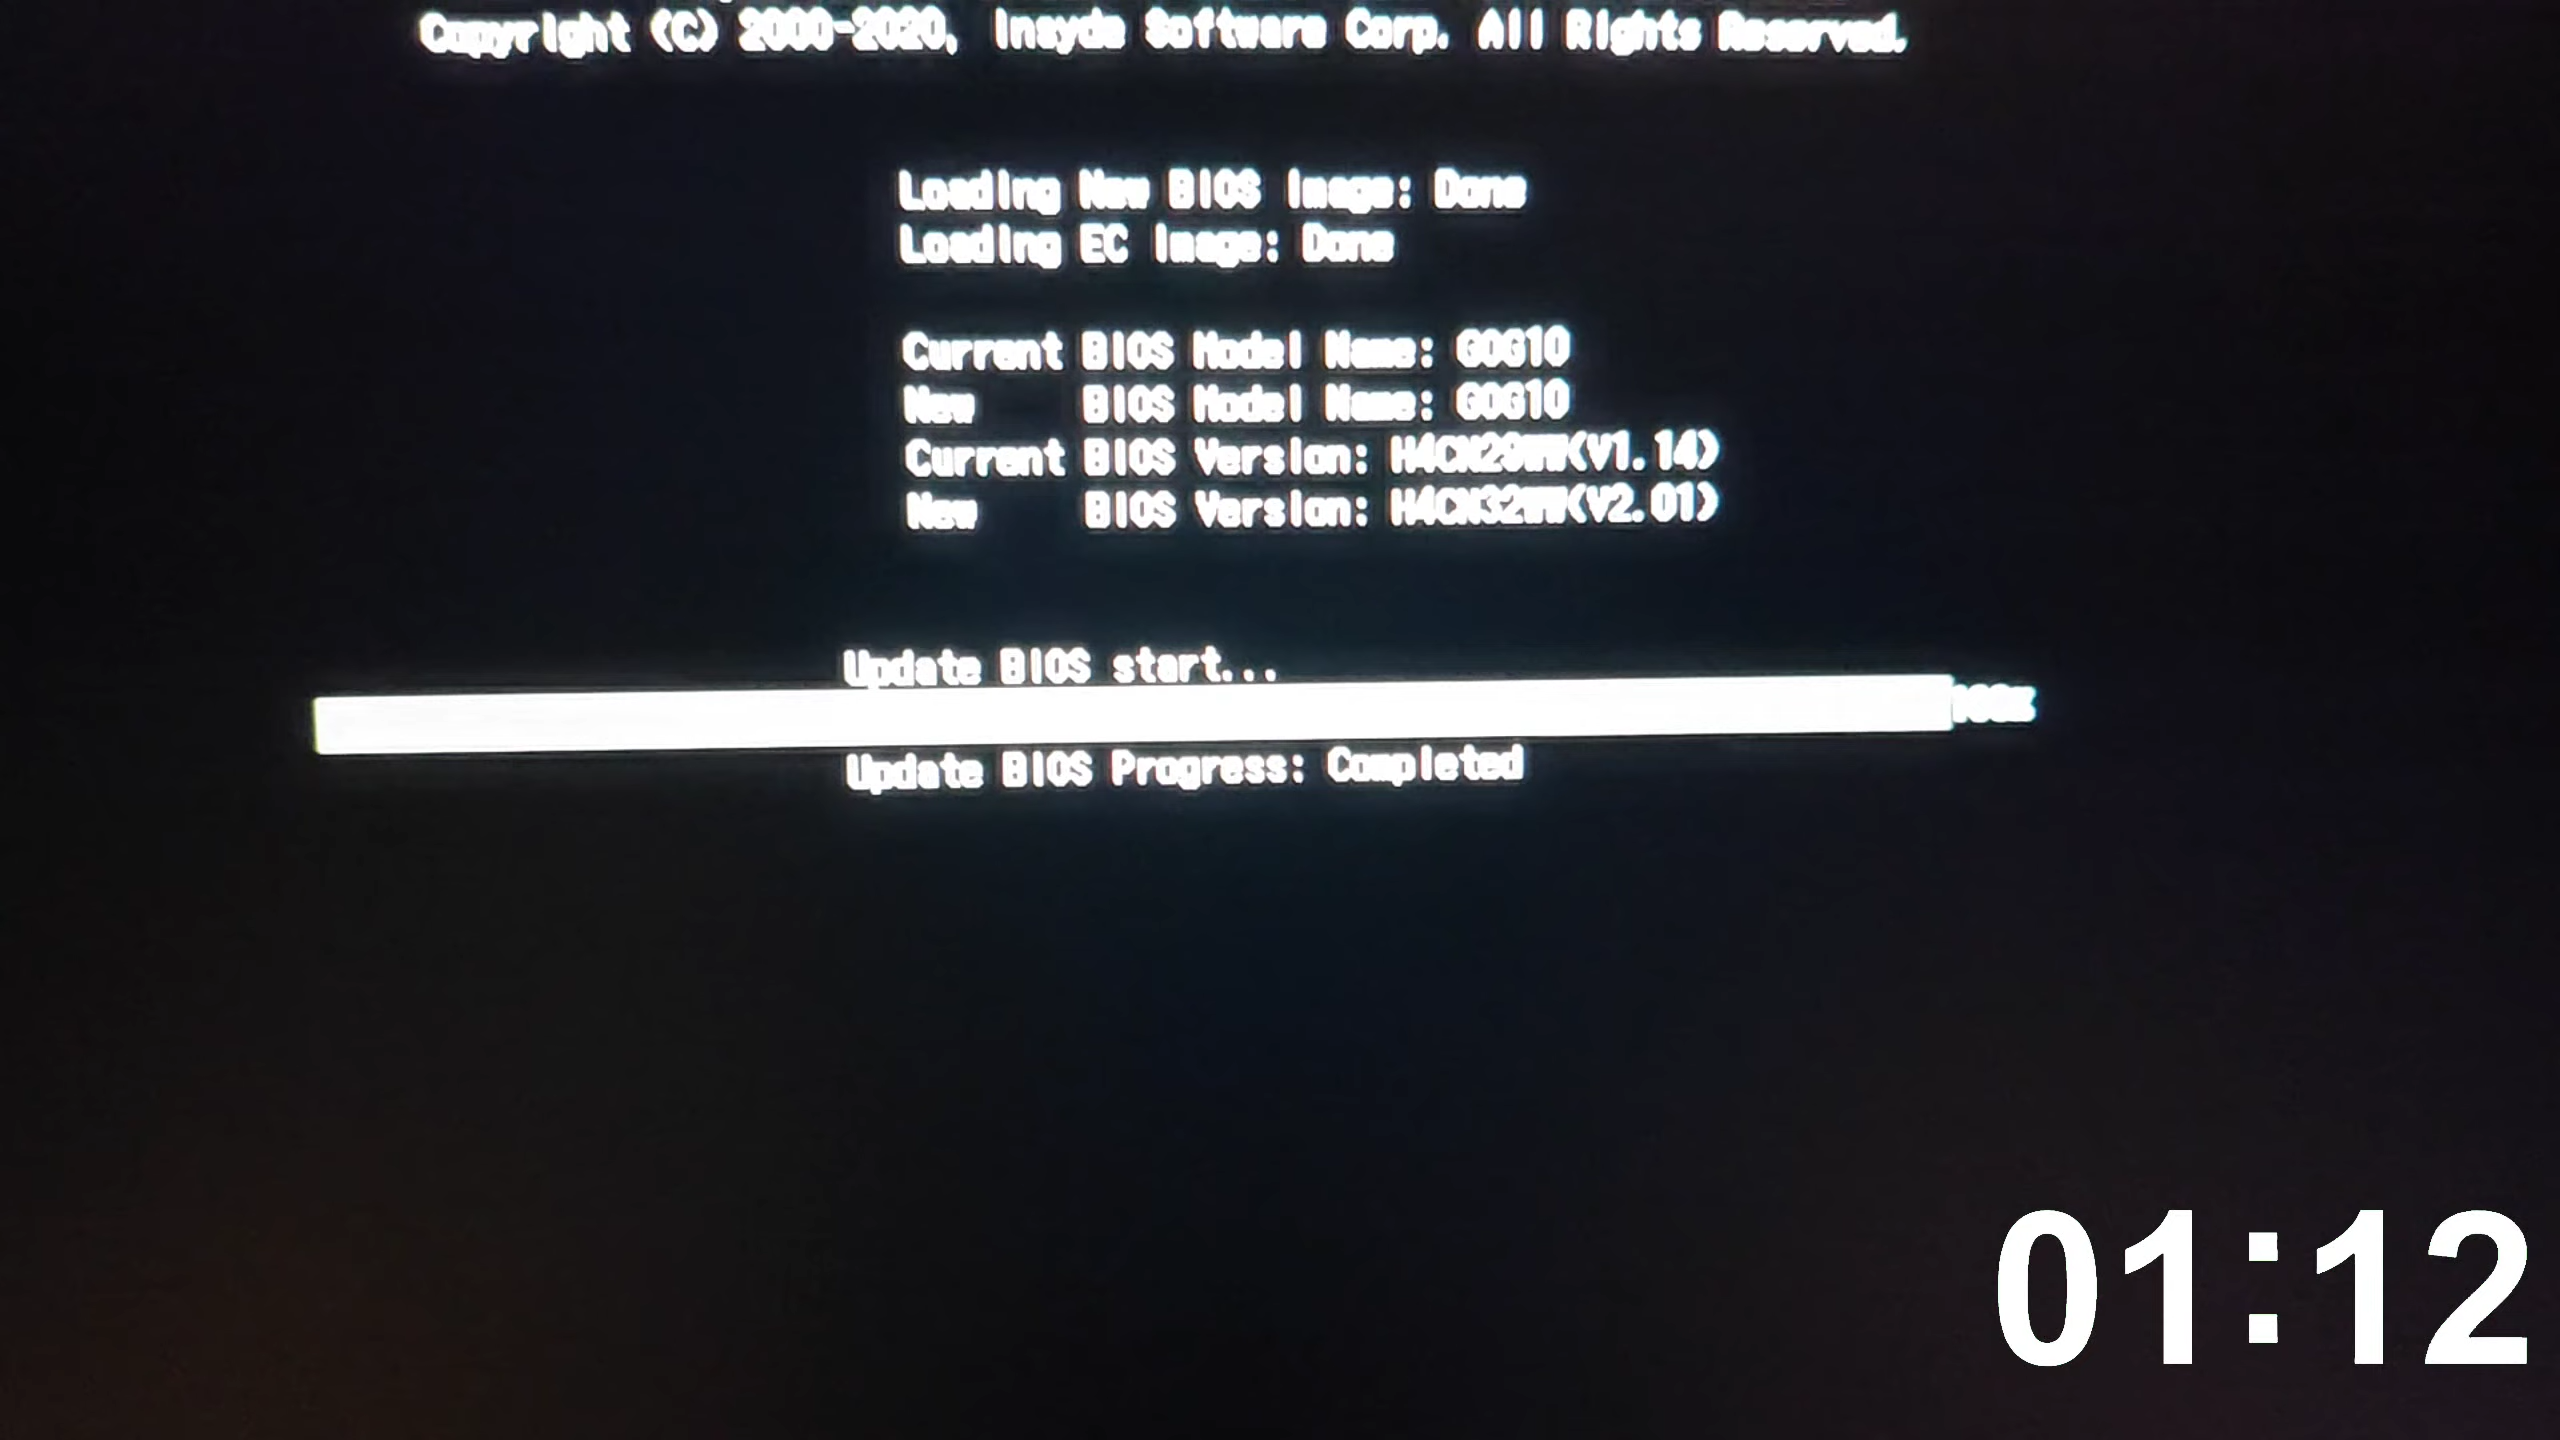 Copyright (C) 2000-2020, Insyde Software Corp. All Rights Reserved.
Loading New BIOS Image: Done
Loading EC Image: Done
Current BIOS Model Name: GOG10
New BIOS Model Name: GOG10
Current BIOS Version: H4CN29WW(V1.14)
New BIOS Version: H4CN32WW(V2.01)
Update BIOS start...
100%
Update BIOS Progress: Completed
01:12